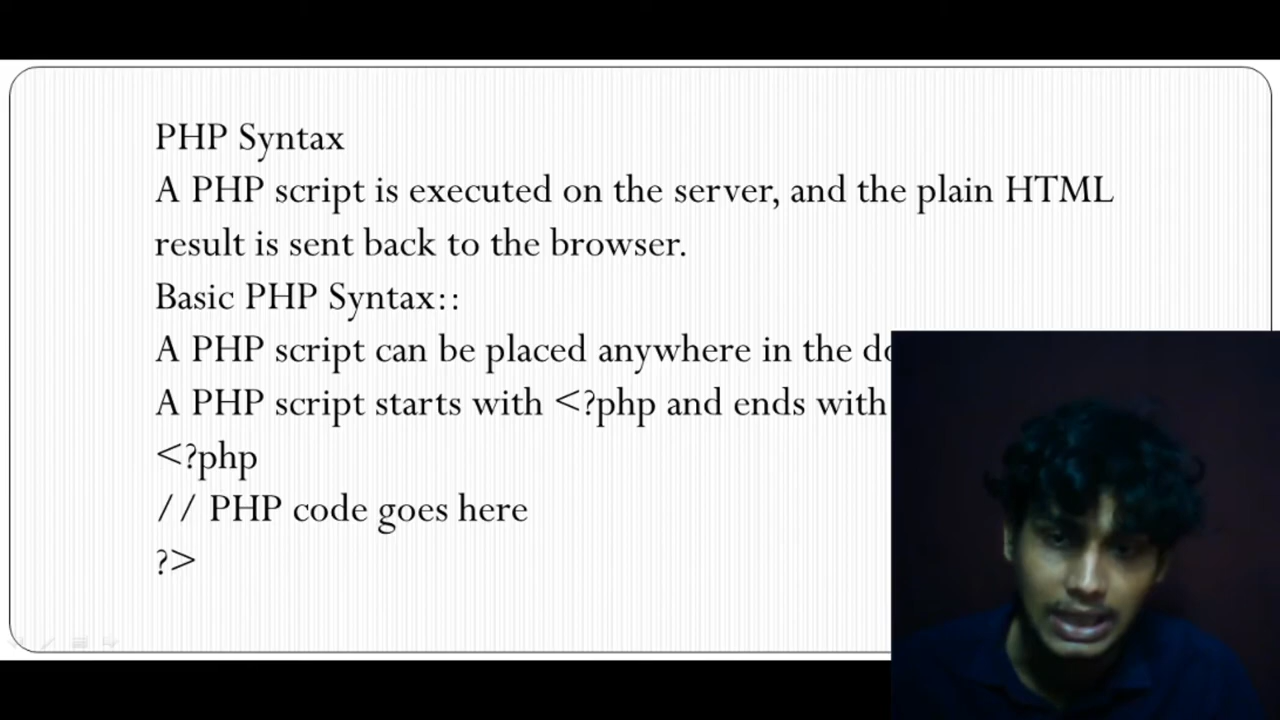 PHP Syntax
A PHP script is executed on the server, and the plain HTML
result is sent back to the browser.
Basic PHP Syntax::
A PHP script can be placed anywhere in the
A PHP script starts with <?php and ends with
<?php
// PHP code goes here
?>